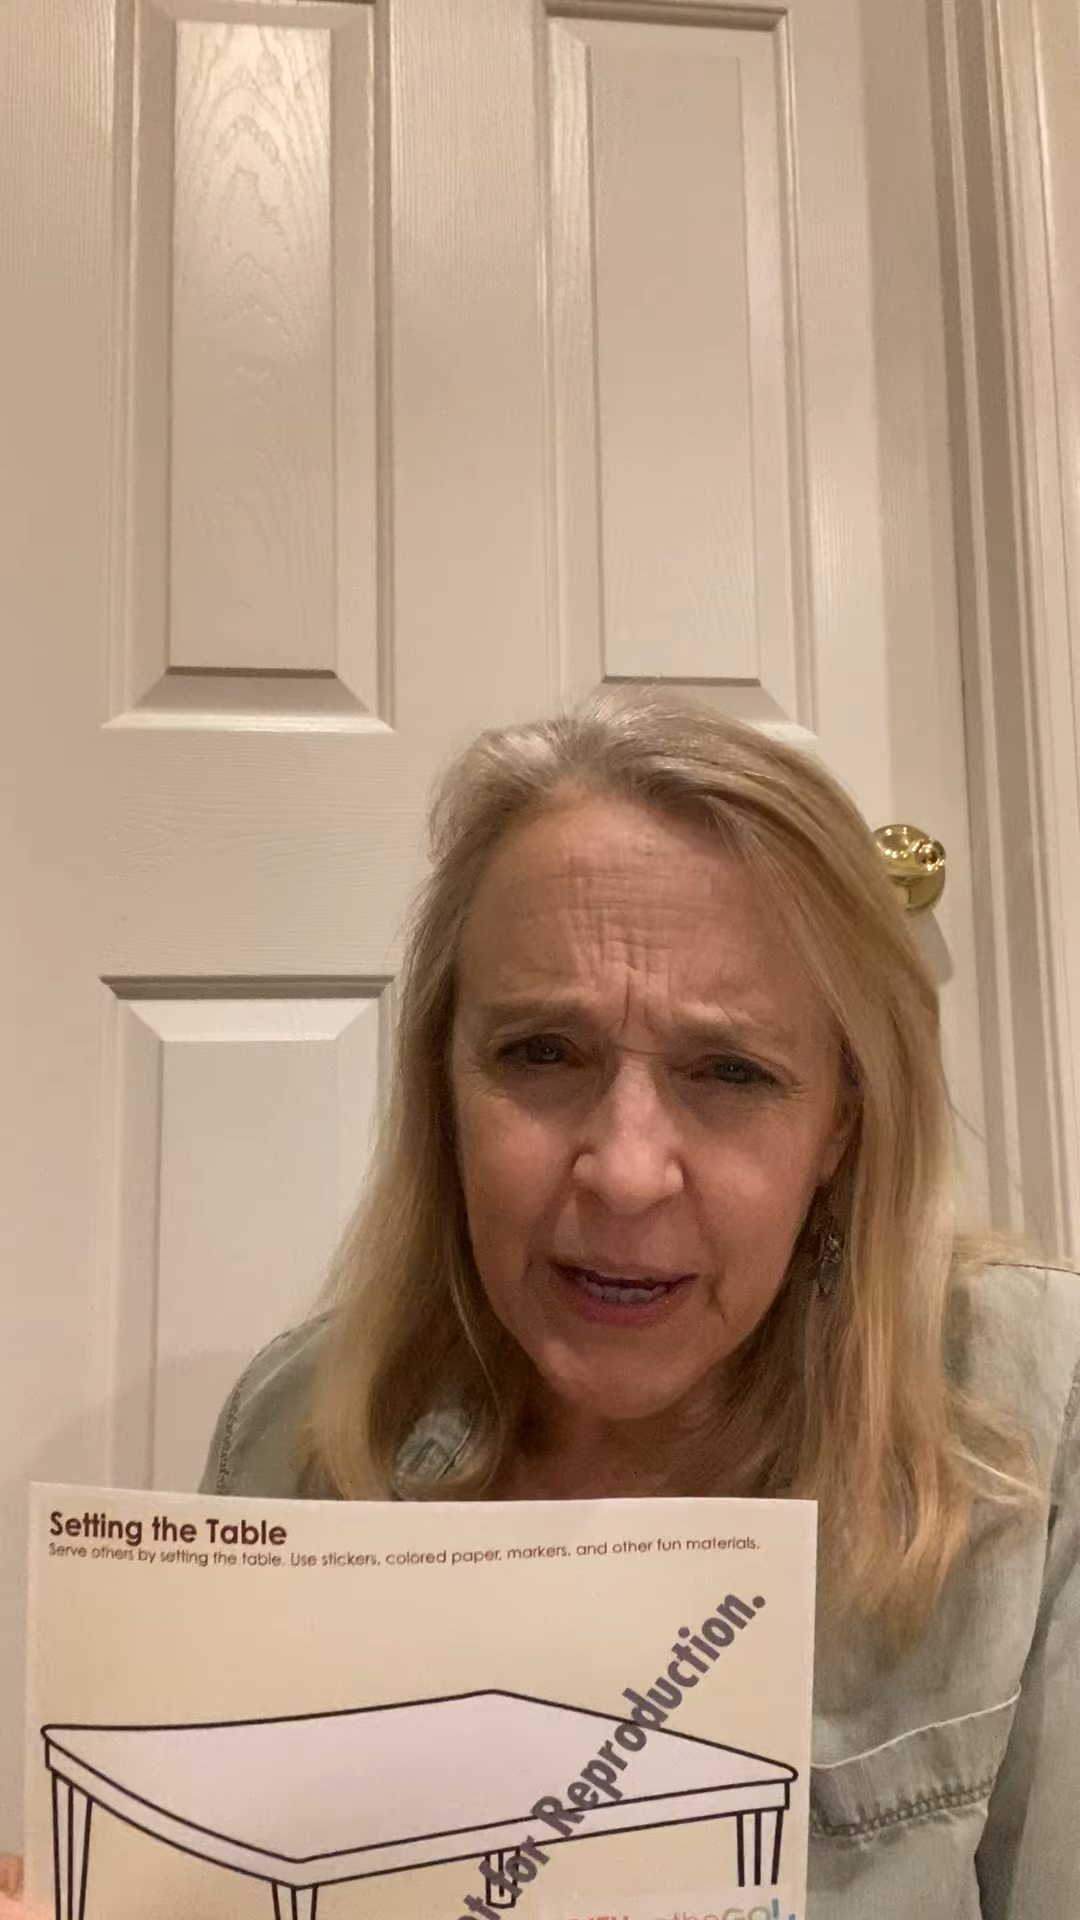 Setting the Table
Serve others by setting the table. Use stickers, colored paper, markers, and other fun materials.
for Reproduction.
theGO!